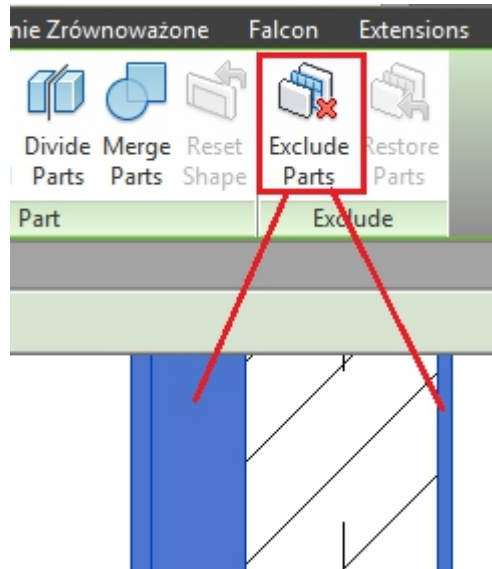 nie Zrównoważone Falcon Extensions
Divide Merge Reset Exclude Restore
Parts Parts Shape Parts Parts
Part Exclude